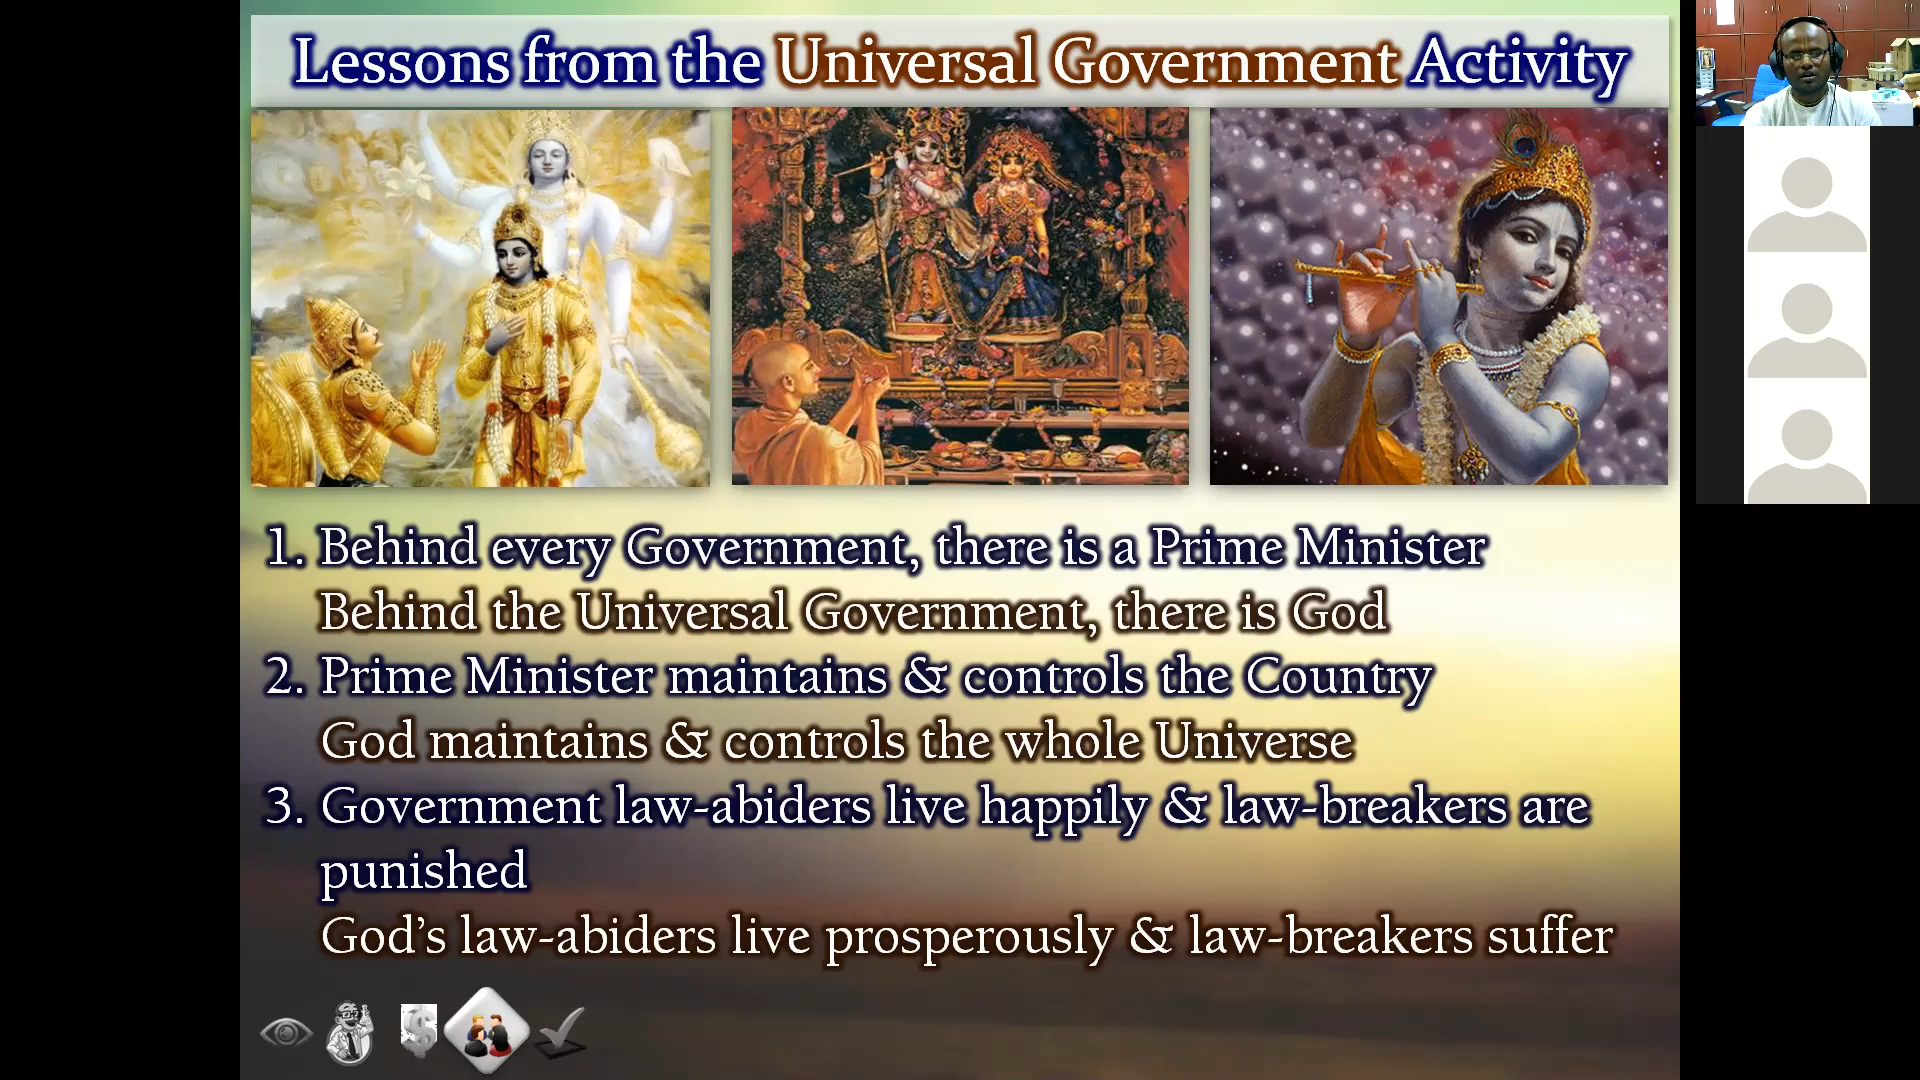 Lessons from the Universal Government Activity
1. Behind every Government, there is a Prime Minister
Behind the Universal Government, there is God
2. Prime Minister maintains & controls the Country
God maintains & controls the whole Universe
3. Government law-abiders live happily & law-breakers are
punished
God's law-abiders live prosperously & law-breakers suffer